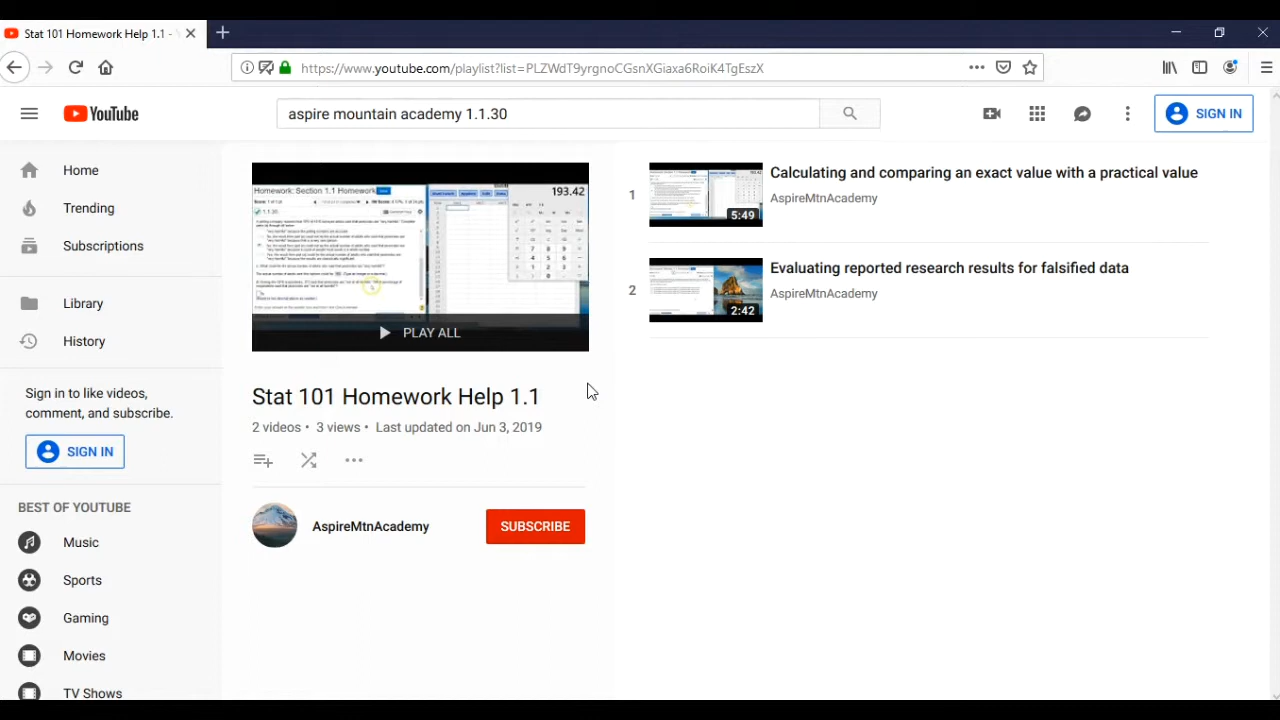 Stat 101 Homework Help 1.1 -
https://www.youtube.com/playlist?list=PLZWdT9yrgnoCGsnXGiaxa6RoiK4TgEszX
YouTube
aspire mountain academy 1.1.30
SIGN IN
Home
Trending
Subscriptions
Library
History
Sign in to like videos,
comment, and subscribe.
SIGN IN
BEST OF YOUTUBE
Music
Sports
Gaming
Movies
TV Shows
Homework: Section 1.1 Homework
1.1.30
193.42
PLAY ALL
Stat 101 Homework Help 1.1
2 videos • 3 views • Last updated on Jun 3, 2019
AspireMtnAcademy
SUBSCRIBE
1
5:49
Calculating and comparing an exact value with a practical value
AspireMtnAcademy
2
2:42
Evaluating reported research results for falsified data
AspireMtnAcademy